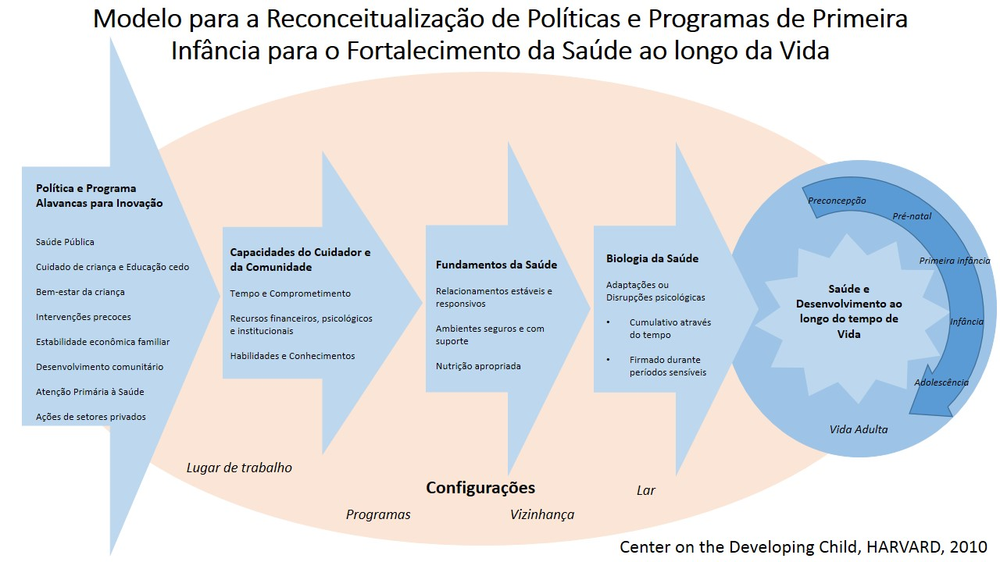 Modelo para a Reconceitualização de Políticas e Programas de Primeira
Infância para o Fortalecimento da Saúde ao longo da Vida
Política e Programa
Alavancas para Inovação
Saúde Pública
Cuidado de criança e Educação cedo
Bem-estar da criança
Intervenções precoces
Estabilidade econômica familiar
Desenvolvimento comunitário
Atenção Primária à Saúde
Ações de setores privados
Capacidades do Cuidador e
da Comunidade
Tempo e Comprometimento
Recursos financeiros, psicológicos
e institucionais
Habilidades e Conhecimentos
Fundamentos da Saúde
Relacionamentos estáveis e
responsivos
Ambientes seguros e com
suporte
Nutrição apropriada
Biologia da Saúde
Adaptações ou
Disrupções psicológicas
• Cumulativo através
do tempo
• Firmado durante
períodos sensíveis
Preconcepção
Pré-natal
Primeira infância
Infância
Adolescência
Saúde e
Desenvolvimento ao
longo do tempo de
Vida
Vida Adulta
Lugar de trabalho
Configurações
Lar
Programas
Vizinhança
Center on the Developing Child, HARVARD, 2010